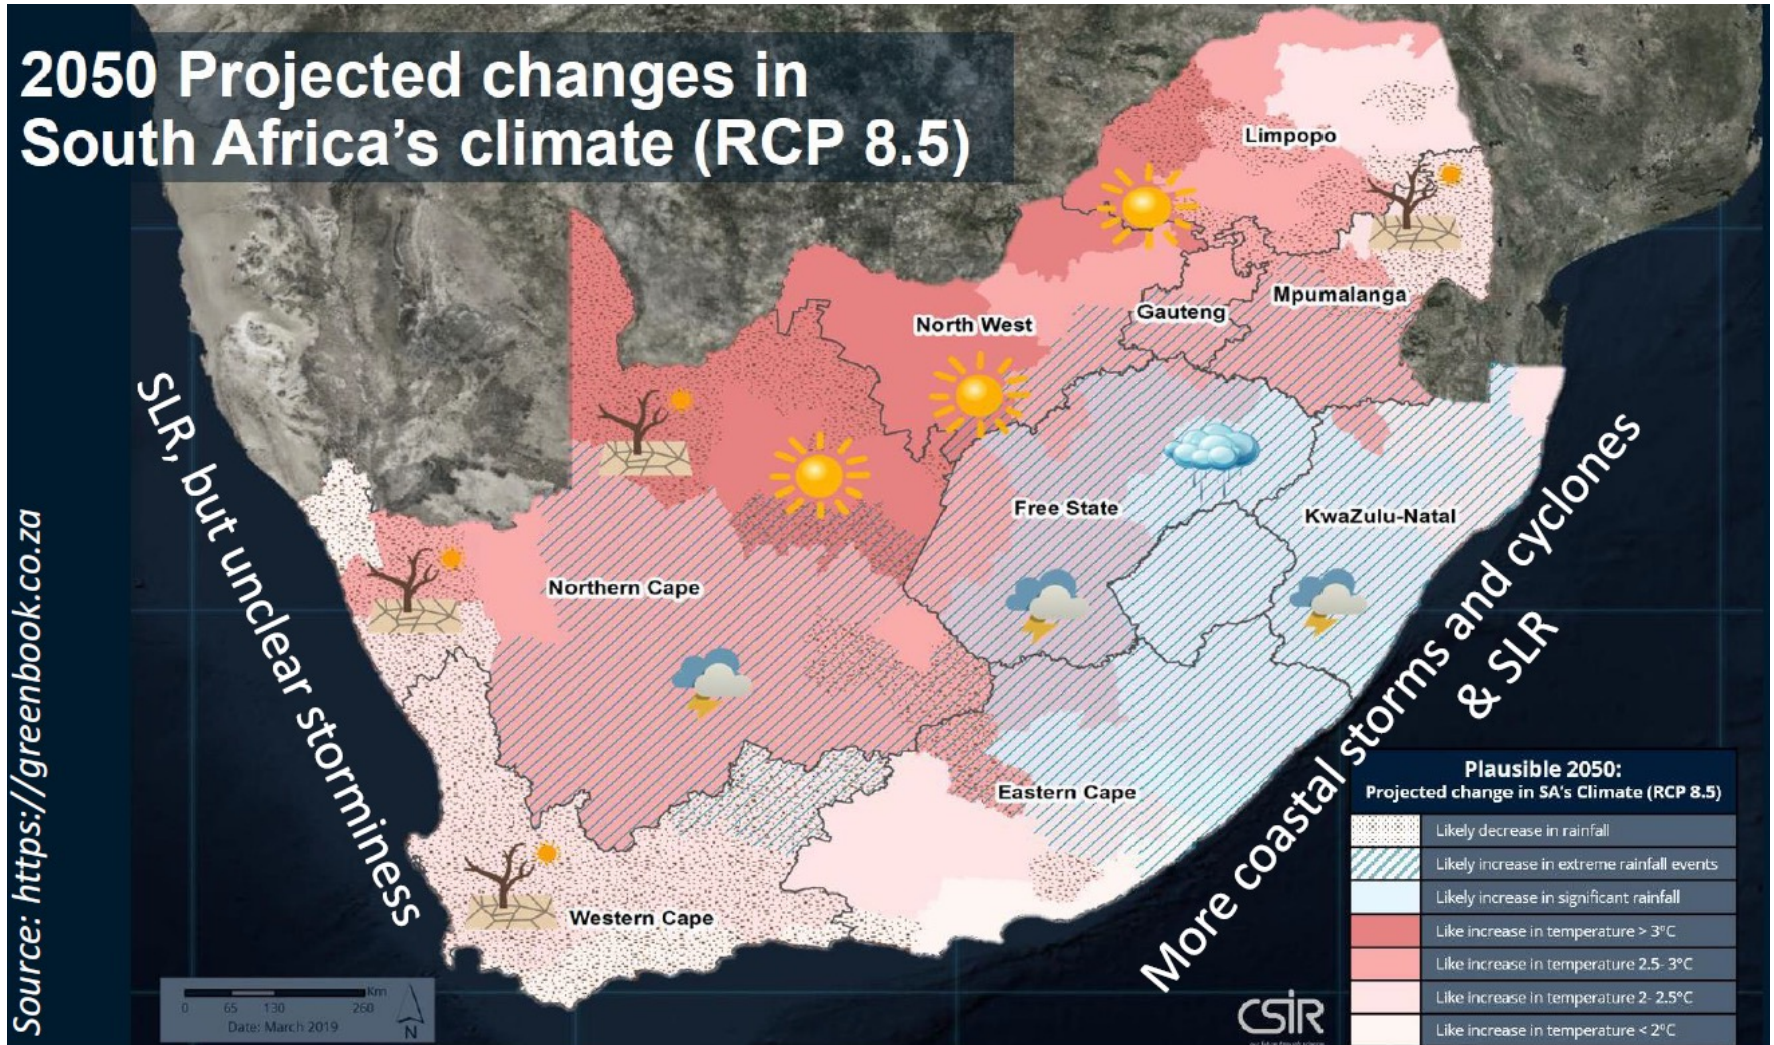 2050 Projected changes in
South Africa's climate (RCP 8.5)
Limpopo
Mpumalanga
Gauteng
North West
Free State
KwaZulu-Natal
Northern Cape
Eastern Cape
Western Cape
SLR, but unclear storminess
More coastal storms and cyclones
& SLR
Source: https://greenbook.co.za
Km
0 65 130 260
Date: March 2019
N
CSIR
our future through science
Plausible 2050:
Projected change in SA's Climate (RCP 8.5)
Likely decrease in rainfall
Likely increase in extreme rainfall events
Likely increase in significant rainfall
Like increase in temperature > 3°C
Like increase in temperature 2.5- 3°C
Like increase in temperature 2- 2.5°C
Like increase in temperature < 2°C